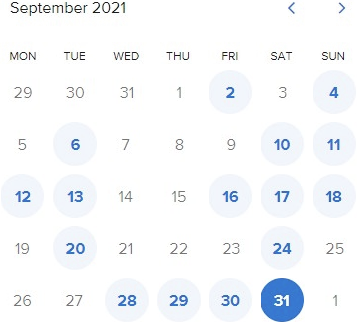 September 2021
MON TUE WED THU FRI SAT SUN
29 30 31 1 2 3 4
5 6 7 8 9 10 11
12 13 14 15 16 17 18
19 20 21 22 23 24 25
26 27 28 29 30 31 1